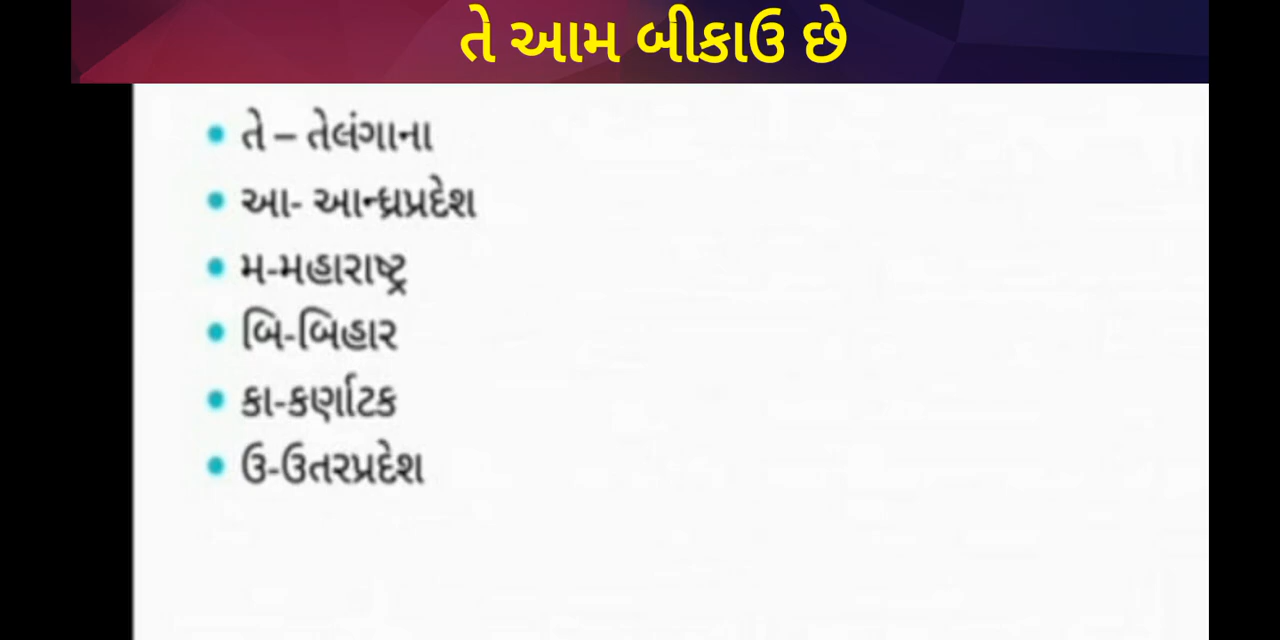 તે આમ બીકાઉ છે
તે – તેલંગાના
આ- આન્ધ્રપ્રદેશ
મ-મહારાષ્ટ્ર
બિ-બિહાર
કા-કર્ણાટક
ઉ-ઉતરપ્રદેશ